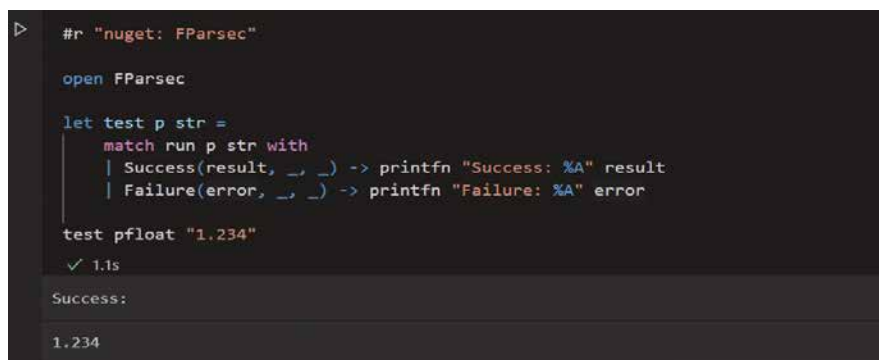 #r "nuget: FParsec"
open FParsec
let test p str =
match run p str with
| Success(result, _, _) -> printfn "Success: %A" result
| Failure(error, _, _) -> printfn "Failure: %A" error
test pfloat "1.234"
✓ 1.1s
Success:
1.234